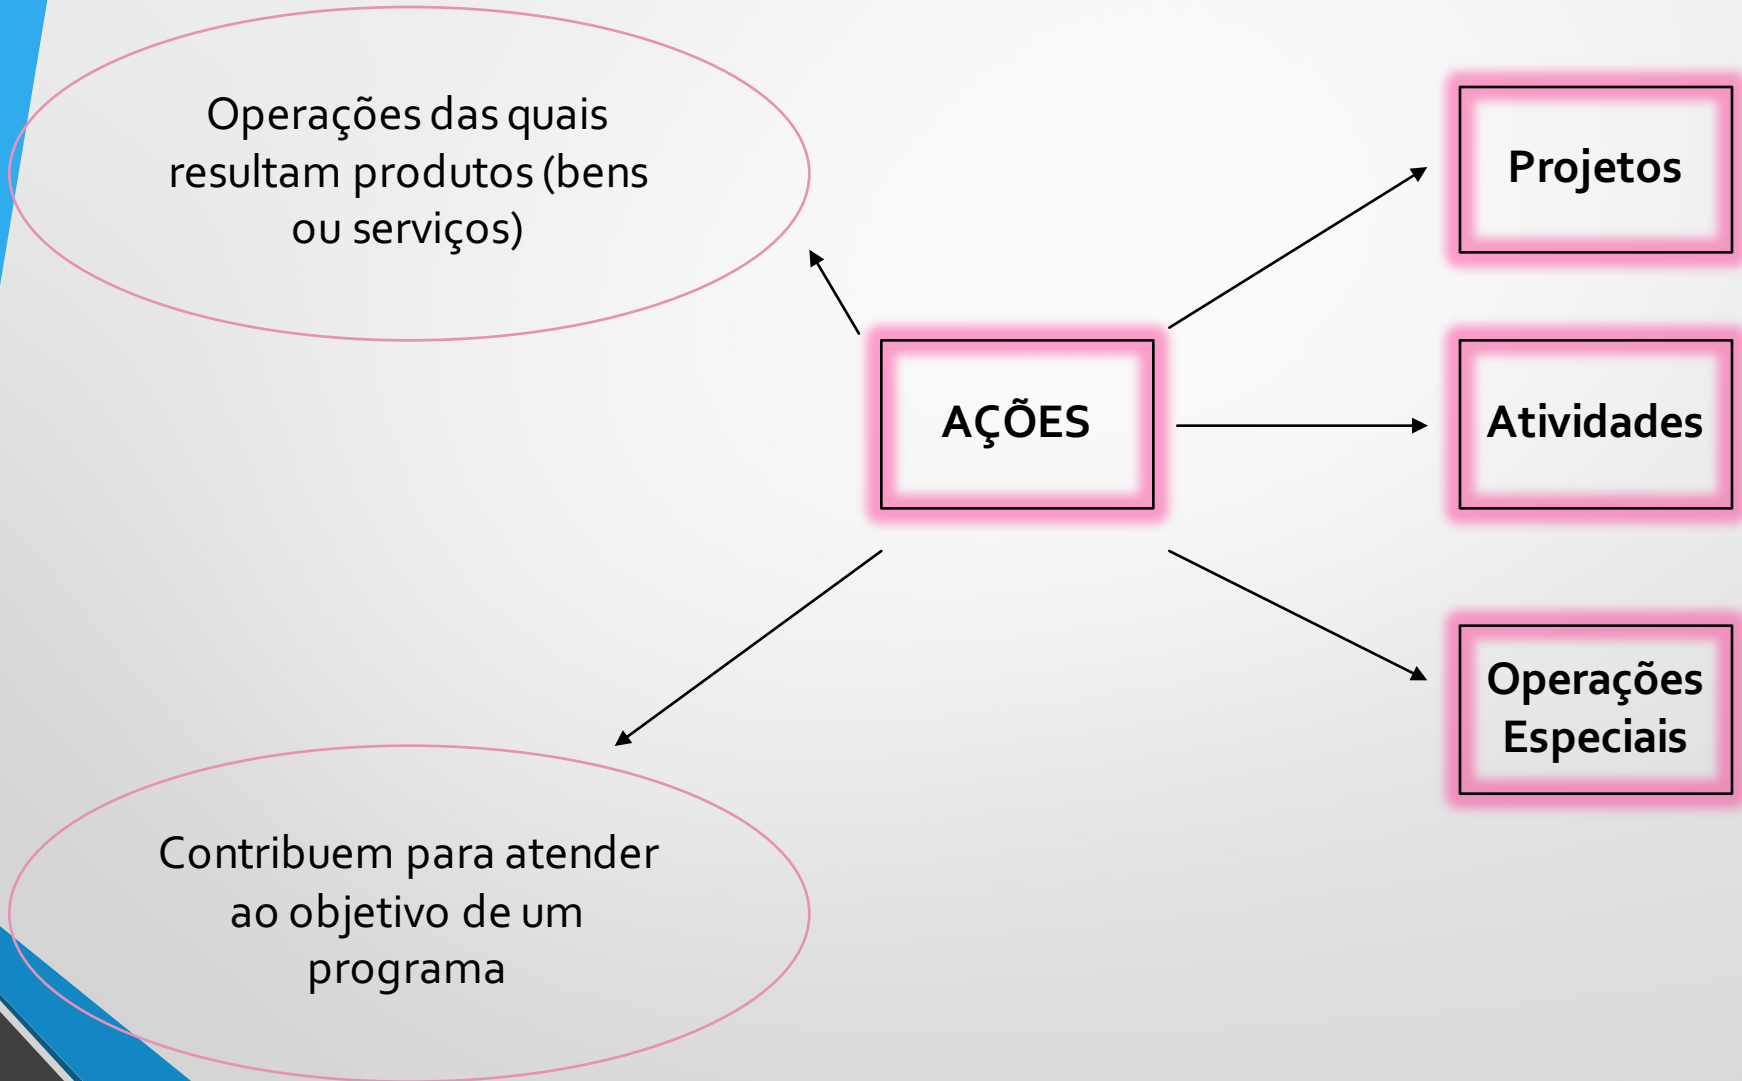 Operações das quais
resultam produtos (bens
ou serviços)
Projetos
AÇÕES
Atividades
Operações
Especiais
Contribuem para atender
ao objetivo de um
programa